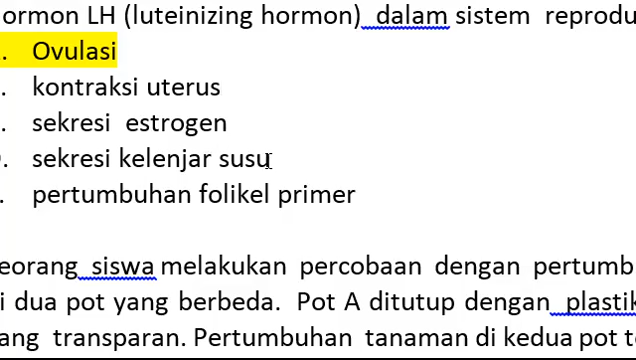 ormon LH (luteinizing hormon) dalam sistem reprodu
. Ovulasi
. kontraksi uterus
. sekresi estrogen
. sekresi kelenjar susu
. pertumbuhan folikel primer
eorang siswa melakukan percobaan dengan pertumb
i dua pot yang berbeda. Pot A ditutup dengan plastik
ang transparan. Pertumbuhan tanaman di kedua pot ta